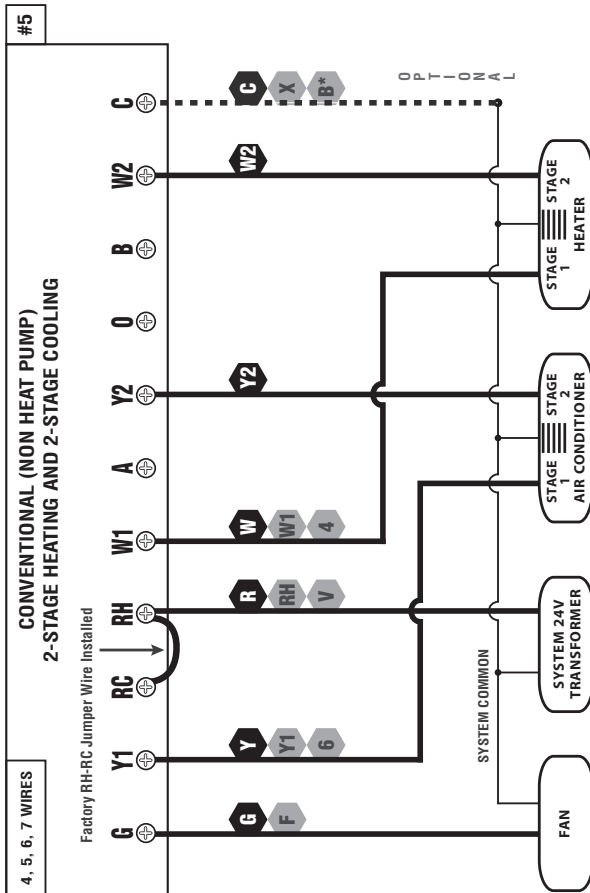 4, 5, 6, 7 WIRES
CONVENTIONAL (NON HEAT PUMP)
2-STAGE HEATING AND 2-STAGE COOLING
#5
Factory RH-RC Jumper Wire Installed
G Y1 RC RH W1 A Y2 O B W2 C
G Y R W Y2 W2 C
F Y1 RH W1 X
6 V 4 B*
OPTIONAL
SYSTEM COMMON
FAN
SYSTEM 24V
TRANSFORMER
STAGE 1
STAGE 2
AIR CONDITIONER
STAGE 1
STAGE 2
HEATER